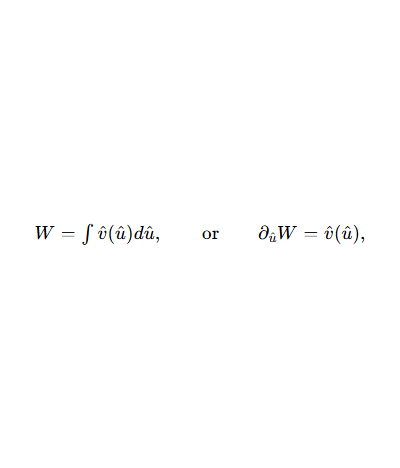 W = ∫ v̂(û)dû, or ∂_û W = v̂(û),